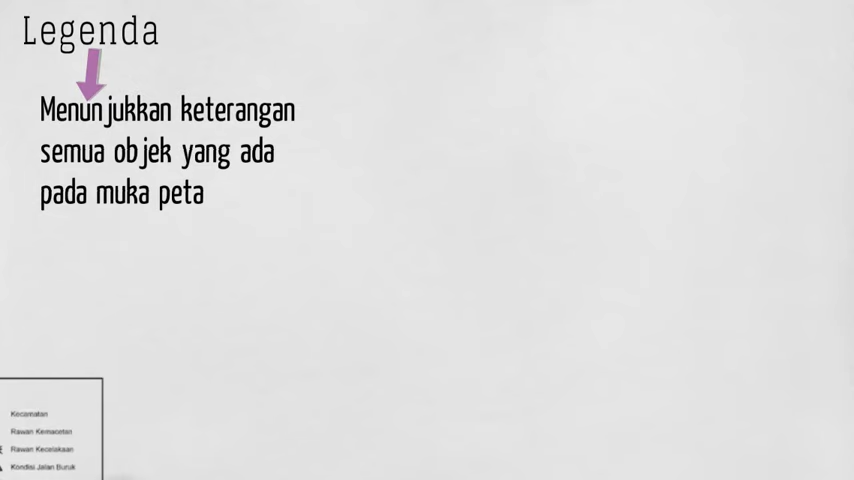 Legenda
Menunjukkan keterangan
semua objek yang ada
pada muka peta
Kecamatan
Rawan Kemacetan
Rawan Kecelakaan
Kondisi Jalan Buruk